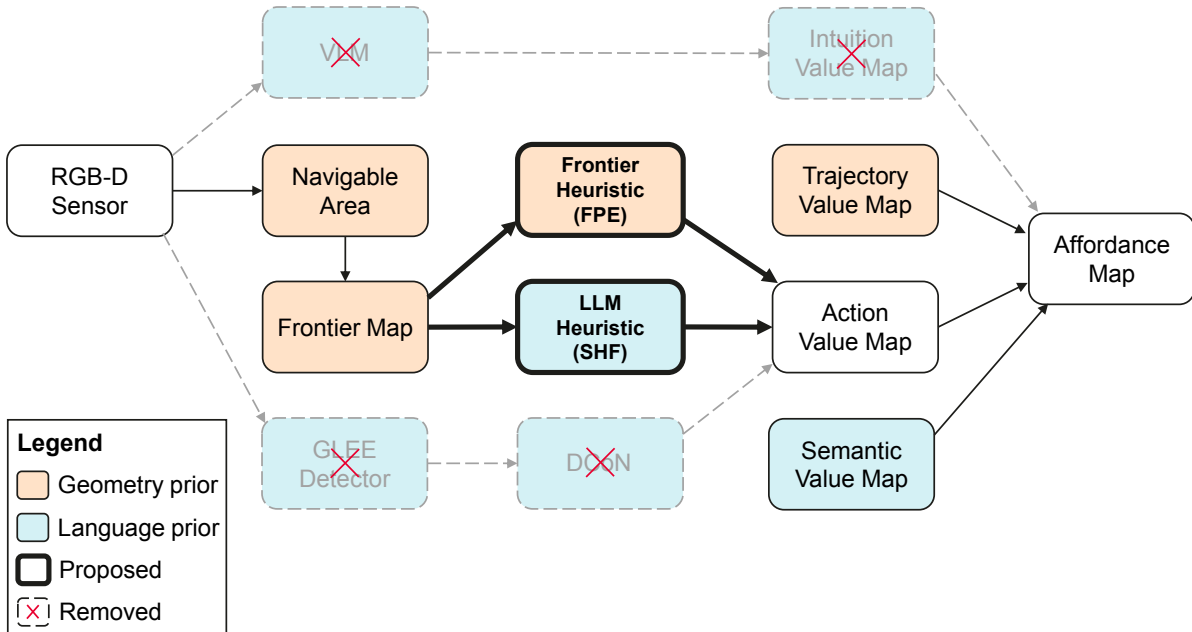 VLM
Intuition
Value Map
RGB-D
Sensor
Navigable
Area
Frontier
Heuristic
(FPE)
Trajectory
Value Map
Affordance
Map
Frontier Map
LLM
Heuristic
(SHF)
Action
Value Map
GLEE
Detector
DCoN
Semantic
Value Map
Legend
Geometry prior
Language prior
Proposed
Removed